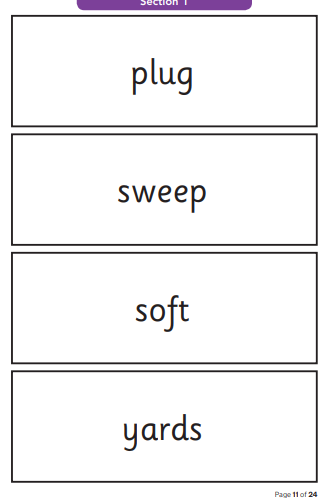 Section 1
plug
sweep
soft
yards
Page 11 of 24